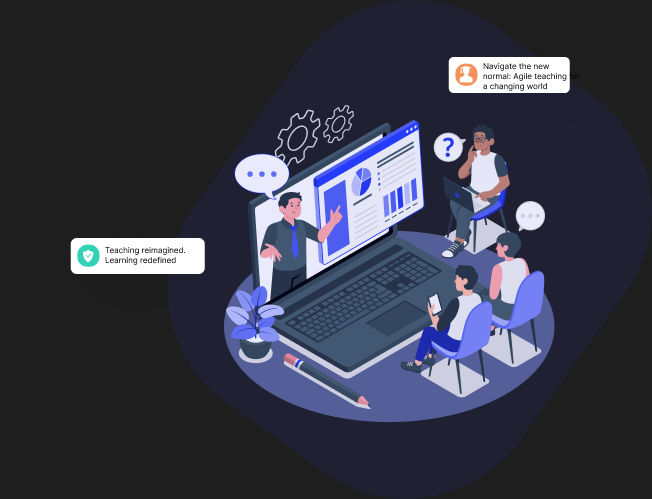 Navigate the new
normal: Agile teaching for
a changing world
?
Teaching reimagined.
Learning redefined